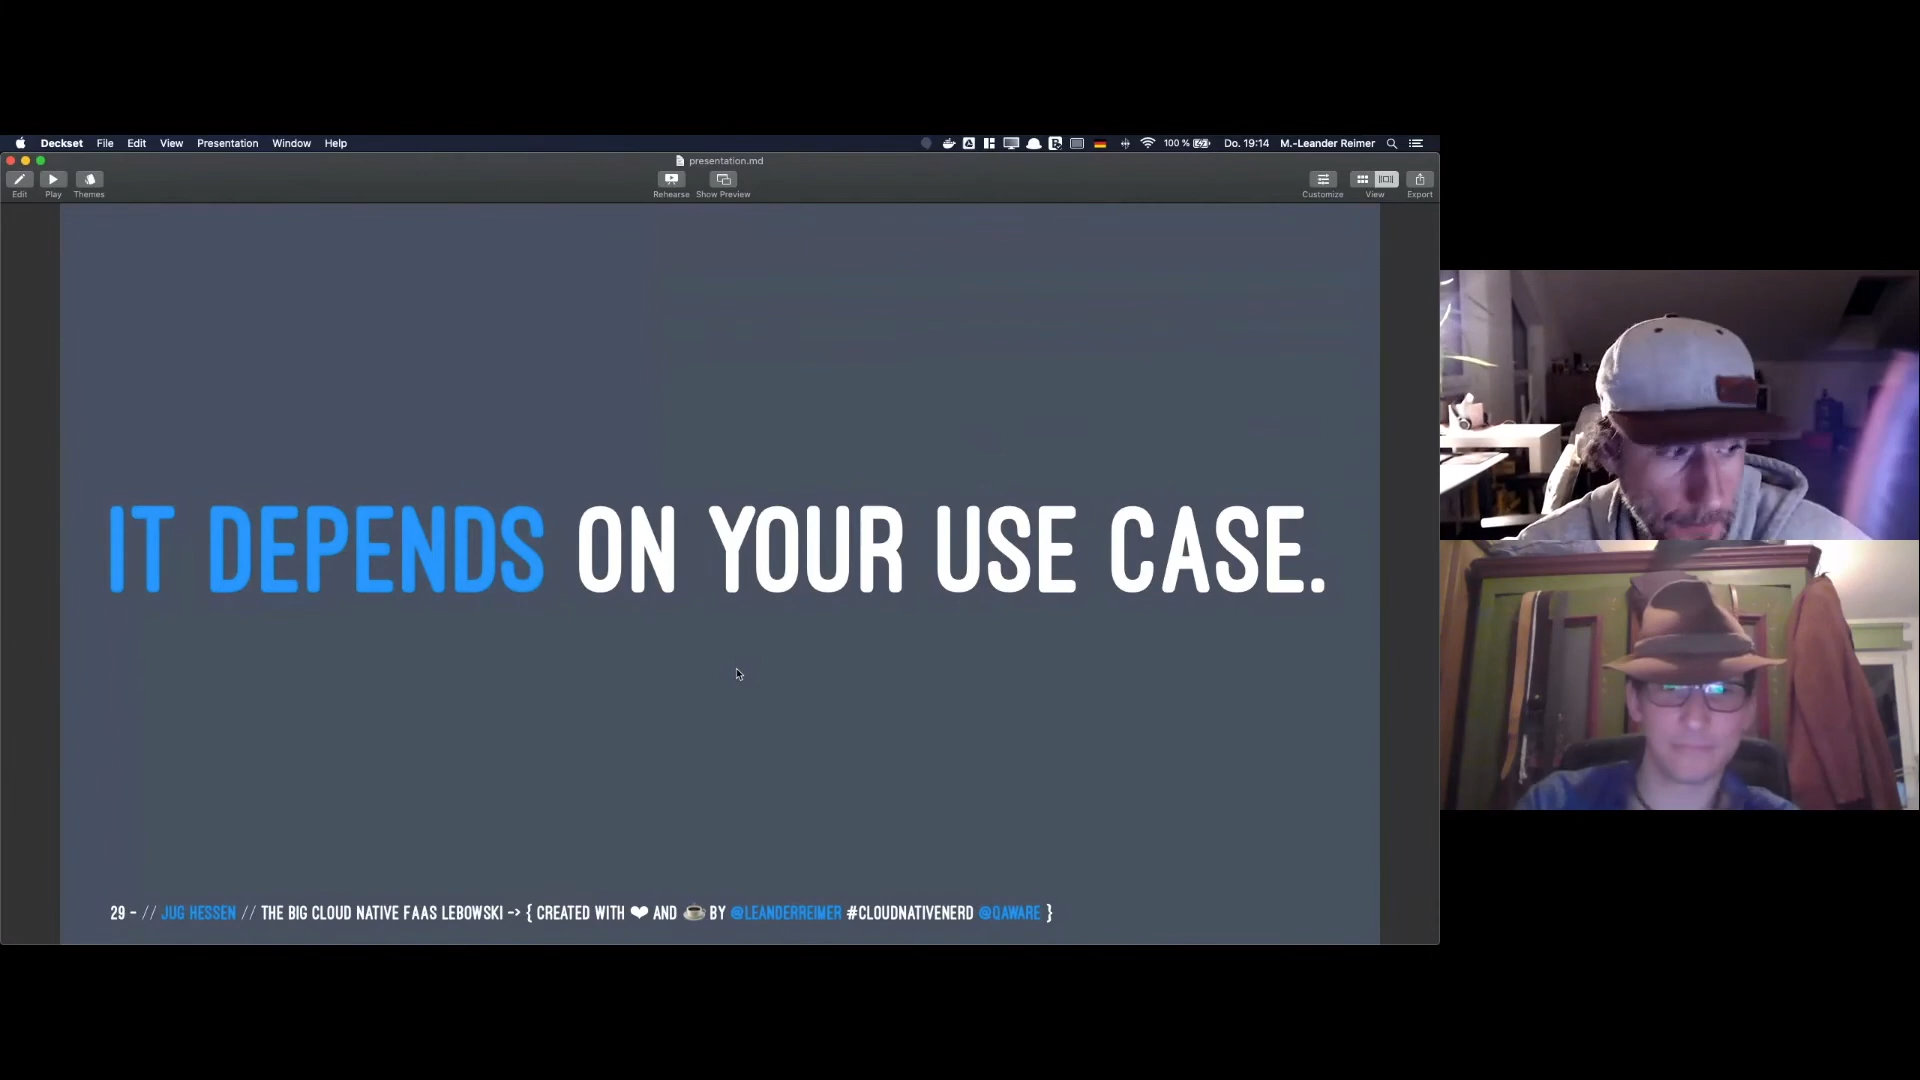 Deckset File Edit View Presentation Window Help 100 % Do. 19:14 M.-Leander Reimer
presentation.md
Edit Play Themes Rehearse Show Preview Customize View Export
IT DEPENDS ON YOUR USE CASE.
29 - // JUG HESSEN // THE BIG CLOUD NATIVE FAAS LEBOWSKI -> { CREATED WITH ❤ AND ☕ BY @LEANDERREIMER #CLOUDNATIVENERD @QAWARE }